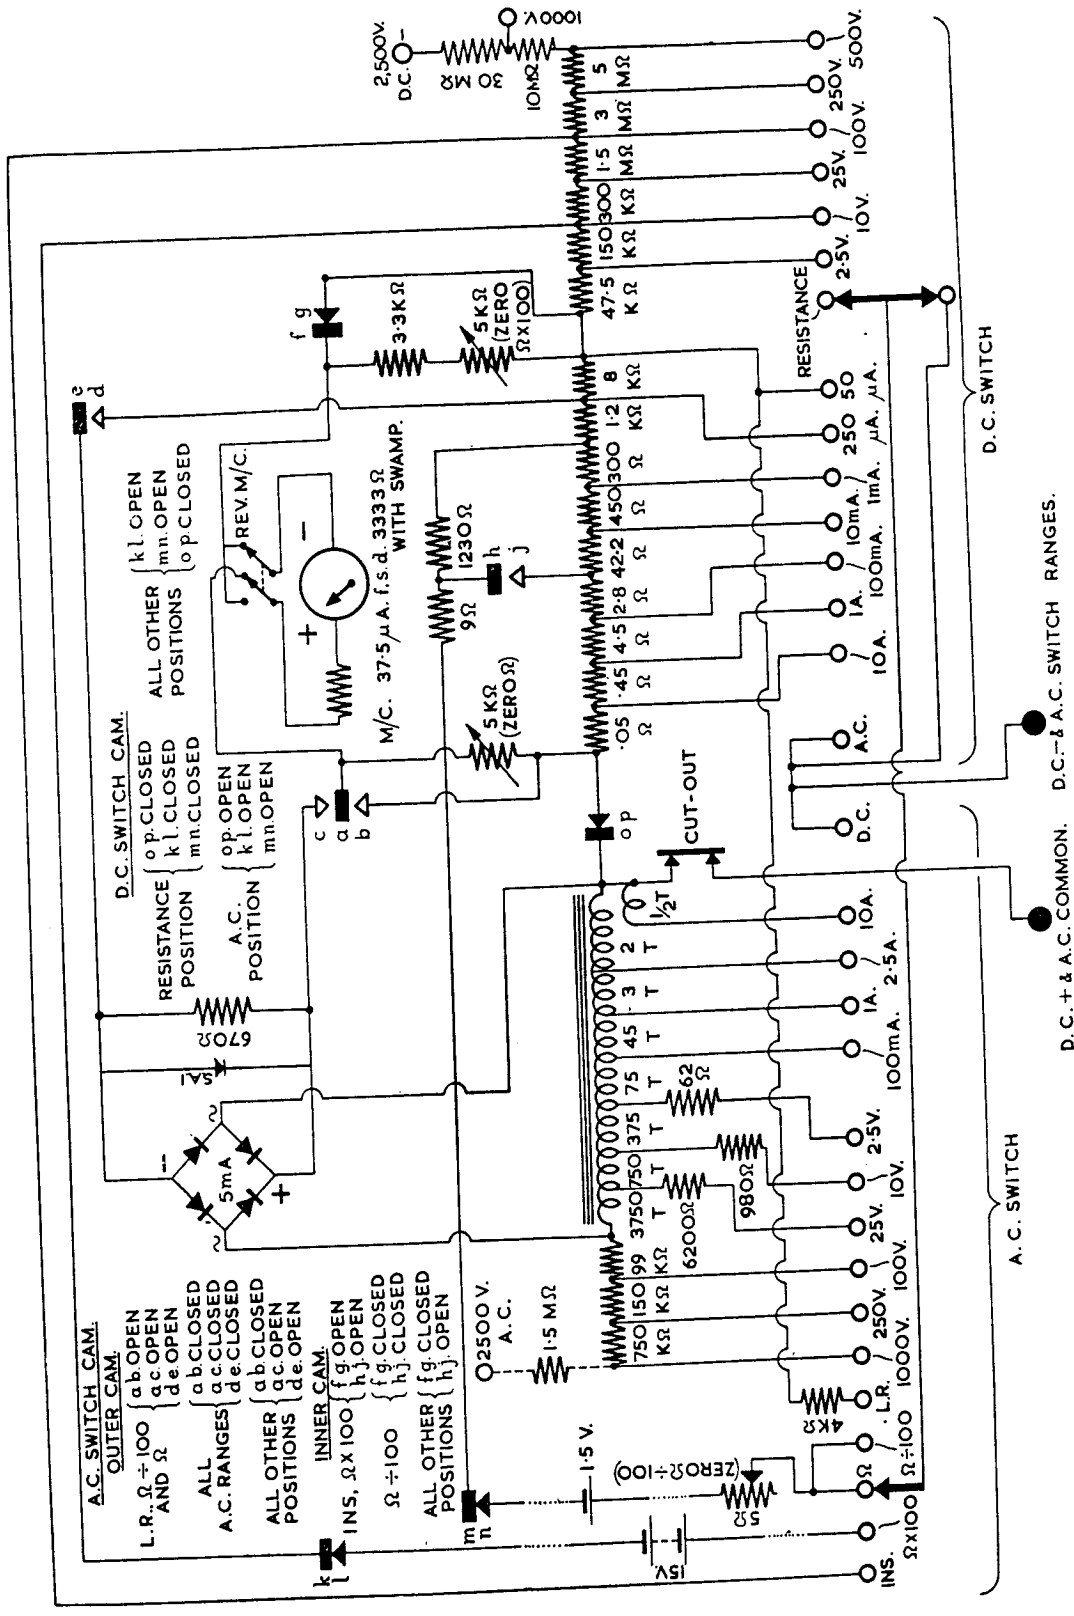 A.C. SWITCH CAM.
OUTER CAM.
L.R., Ω÷100 AND Ω { a b. OPEN
a c. OPEN
d e. OPEN
ALL A.C. RANGES { a b. CLOSED
a c. CLOSED
d e. CLOSED
ALL OTHER POSITIONS { a b. CLOSED
a c. OPEN
d e. OPEN
INNER CAM.
INS, Ω X 100 { f g. OPEN
h j. OPEN
Ω ÷ 100 { f g. CLOSED
h j. CLOSED
ALL OTHER POSITIONS { f g. CLOSED
h j. OPEN
D.C. SWITCH CAM.
RESISTANCE POSITION { o p. CLOSED
k l. CLOSED
m n. CLOSED
A.C. POSITION { o p. OPEN
k l. OPEN
m n. OPEN
ALL OTHER POSITIONS { k l. OPEN
m n. OPEN
o p. CLOSED
e
d
k
l
m
n
5mA
~
~
−
+
SA1
670Ω
c
a
b
REV. M/C.
+
−
M/C. 37·5 μA. f.s.d. 3333 Ω
WITH SWAMP.
f
g
3·3KΩ
5 KΩ
(ZERO
ΩX100)
2,500V.
D.C.
−
1000V.
30 MΩ
10MΩ
5 KΩ
(ZERO Ω)
9Ω
1230Ω
h
j
2500 V.
A.C.
1·5 MΩ
750 KΩ
150 KΩ
99 KΩ
3750 T
750 T
375 T
75 T
45 T
3 T
2 T
½T
o p
·05 Ω
·45 Ω
4·5 Ω
2·8 Ω
42·2 Ω
450 Ω
300 Ω
1·2 KΩ
8 KΩ
47·5 KΩ
150 KΩ
300 KΩ
1·5 MΩ
3 MΩ
5 MΩ
6200Ω
980Ω
62 Ω
CUT-OUT
1·5 V.
15V.
5Ω
(ZERO Ω÷100)
4KΩ
INS.
Ω X 100
Ω
Ω÷100
L.R.
1000V.
250V.
100V.
25V.
10V.
2·5V.
100mA.
1A.
2·5A.
10A.
D.C.
A.C.
10A.
1A.
100mA.
10mA.
1mA.
250 μA.
50 μA.
RESISTANCE
2·5V.
10V.
25V.
100V.
250V.
500V.
A.C. SWITCH
D.C. SWITCH
D.C. + & A.C. COMMON.
D.C.− & A.C. SWITCH RANGES.